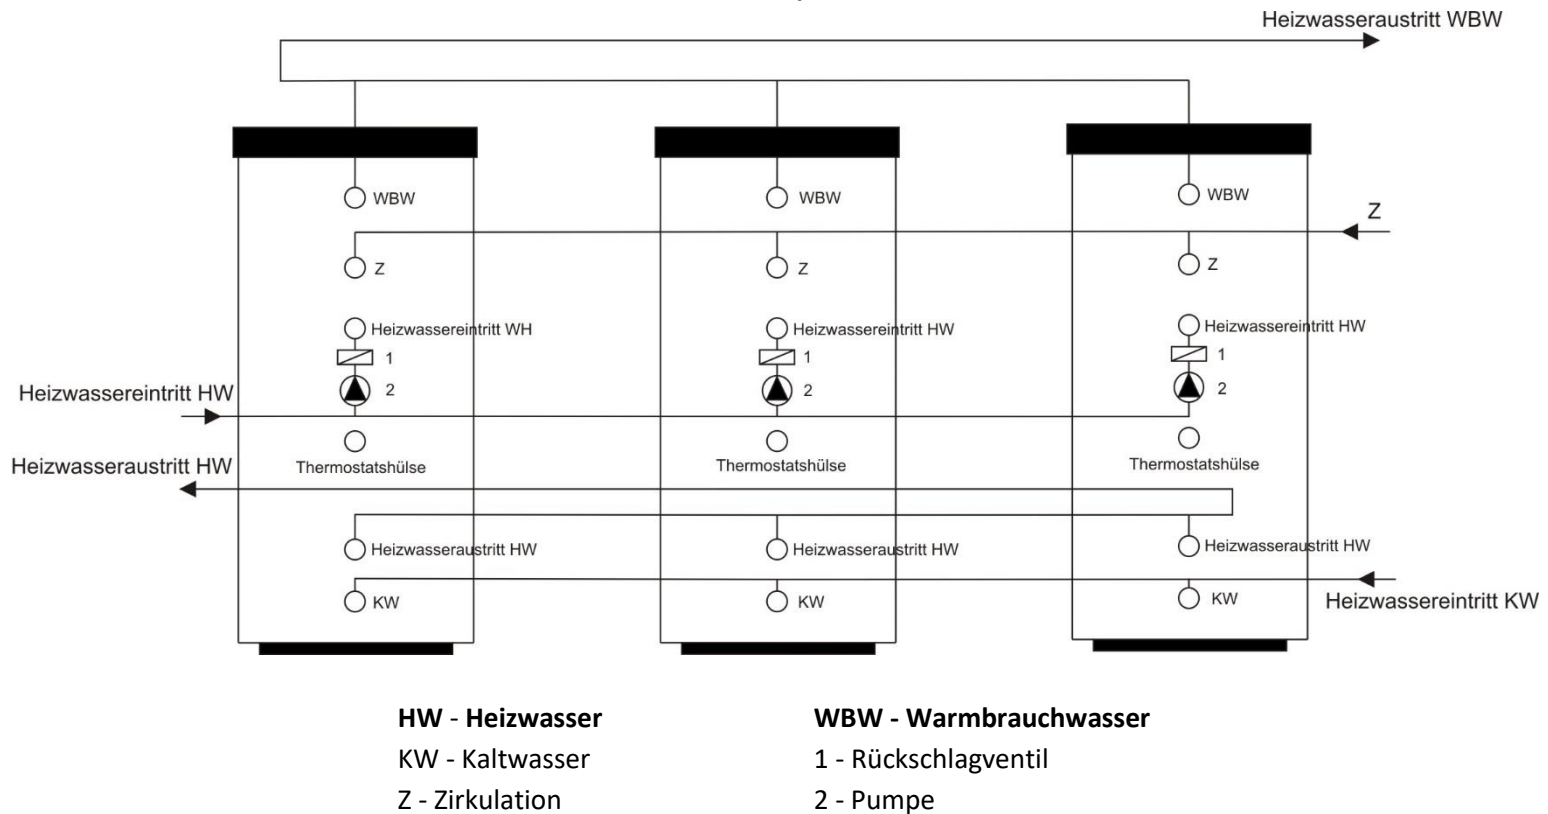 Heizwasseraustritt WBW
WBW
WBW
WBW
Z
Z
Z
Z
Heizwassereintritt WH
Heizwassereintritt HW
Heizwassereintritt HW
1
1
1
Heizwassereintritt HW
2
2
2
Heizwasseraustritt HW
Thermostatshülse
Thermostatshülse
Thermostatshülse
Heizwasseraustritt HW
Heizwasseraustritt HW
Heizwasseraustritt HW
KW
KW
KW
Heizwassereintritt KW
HW - Heizwasser
WBW - Warmbrauchwasser
KW - Kaltwasser
1 - Rückschlagventil
Z - Zirkulation
2 - Pumpe